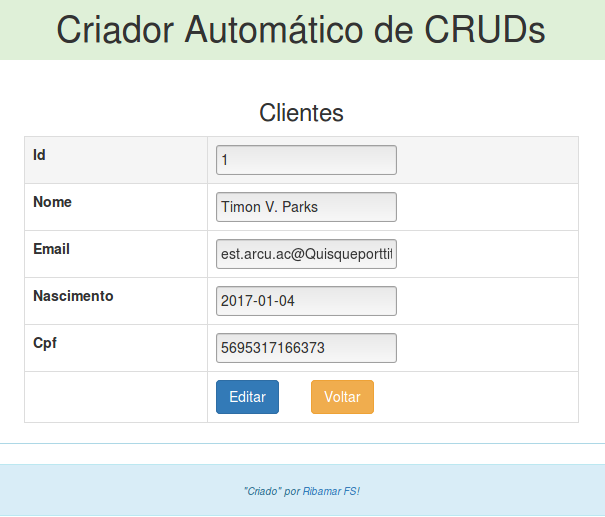 Criador Automático de CRUDs
Clientes
Id 1
Nome Timon V. Parks
Email est.arcu.ac@Quisqueporttit
Nascimento 2017-01-04
Cpf 5695317166373
Editar Voltar
"Criado" por Ribamar FS!